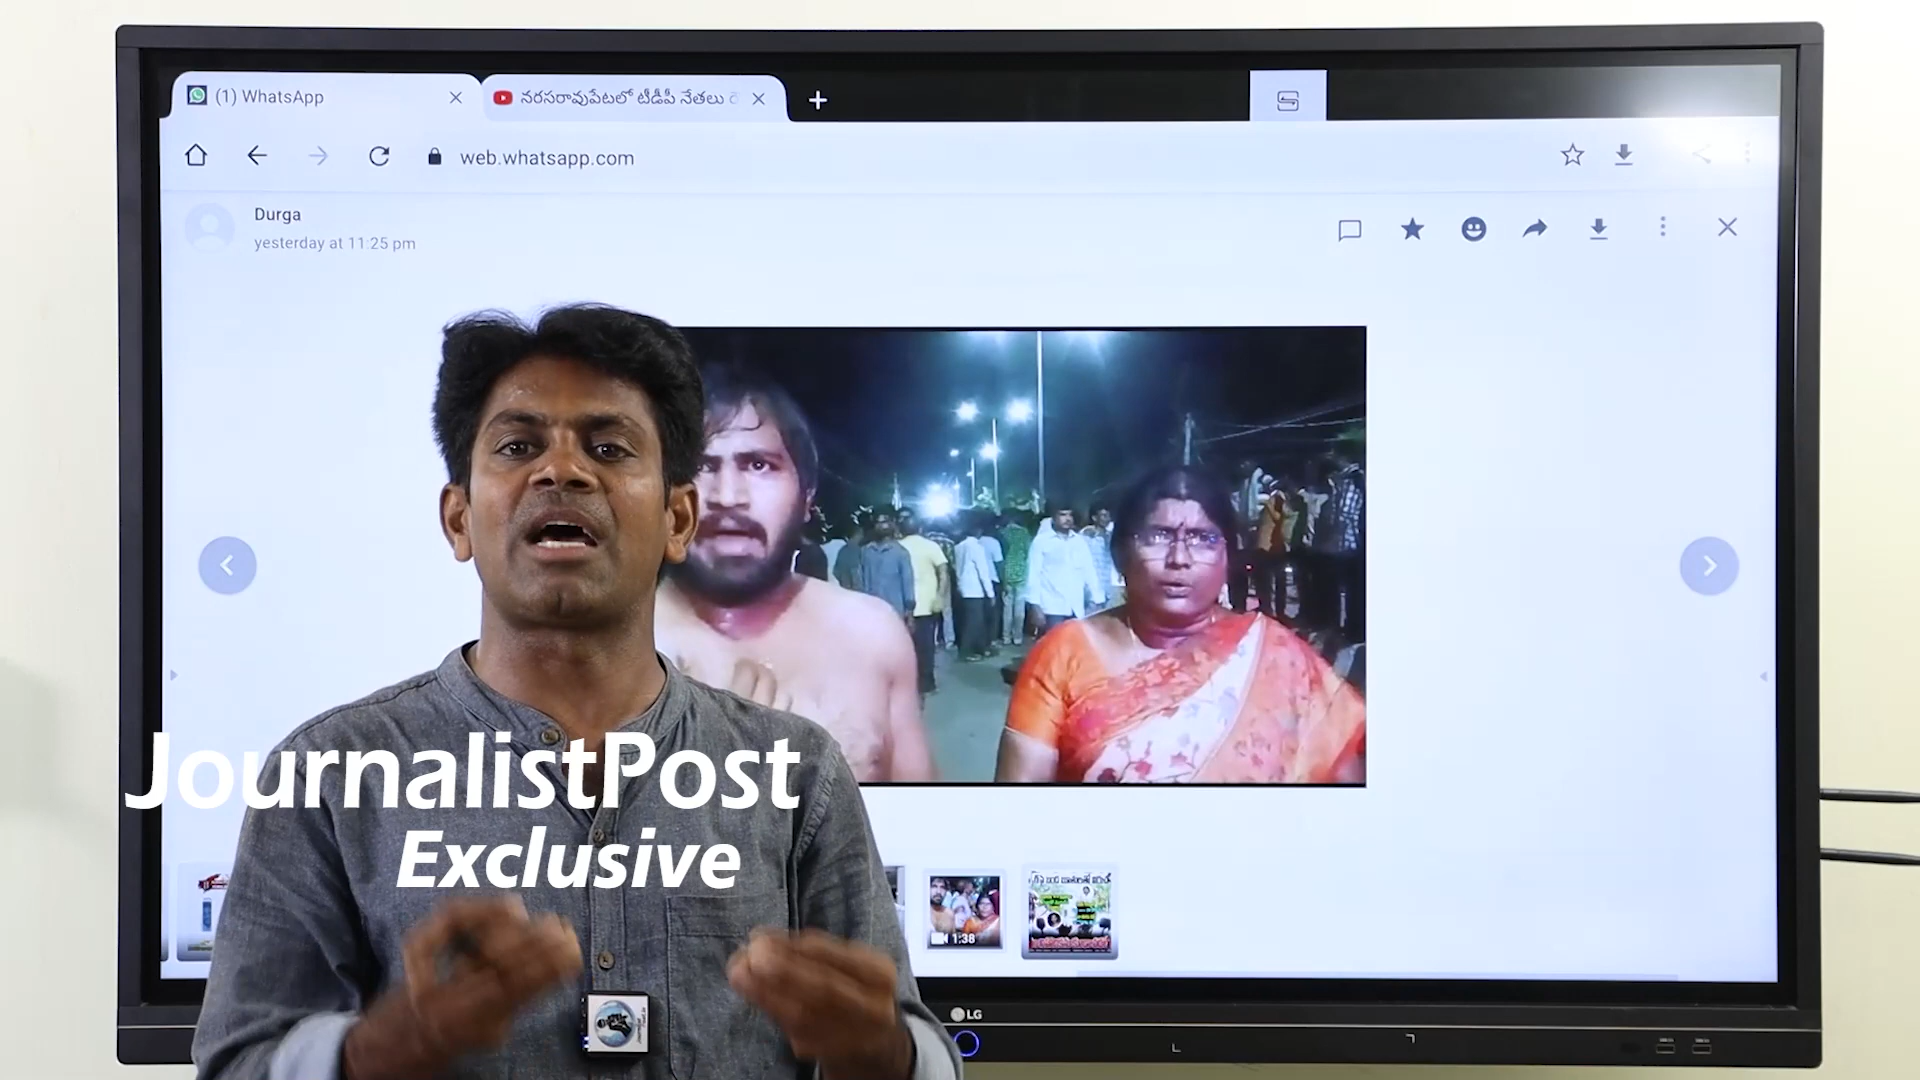 (1) WhatsApp
నరసరావుపేటలో టీడీపీ నేతలు
web.whatsapp.com
Durga
yesterday at 11:25 pm
JournalistPost
Exclusive
1:38
LG